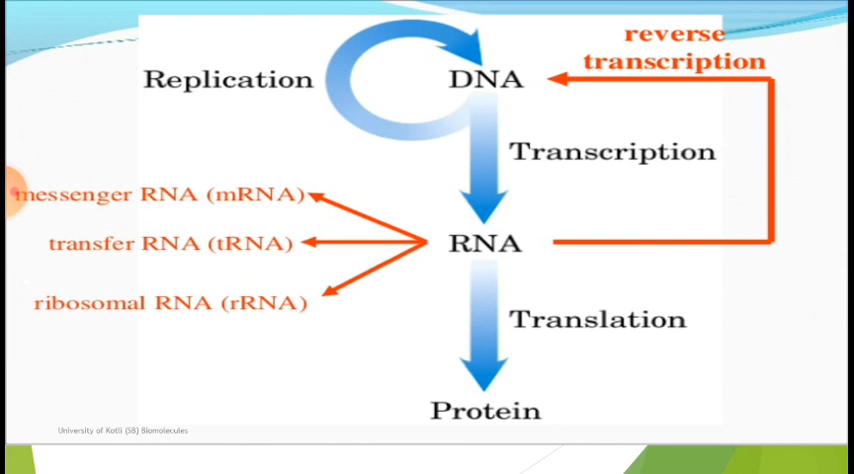 reverse
transcription
Replication
DNA
Transcription
messenger RNA (mRNA)
transfer RNA (tRNA)
RNA
ribosomal RNA (rRNA)
Translation
Protein
University of Kotli (SB) Biomolecules